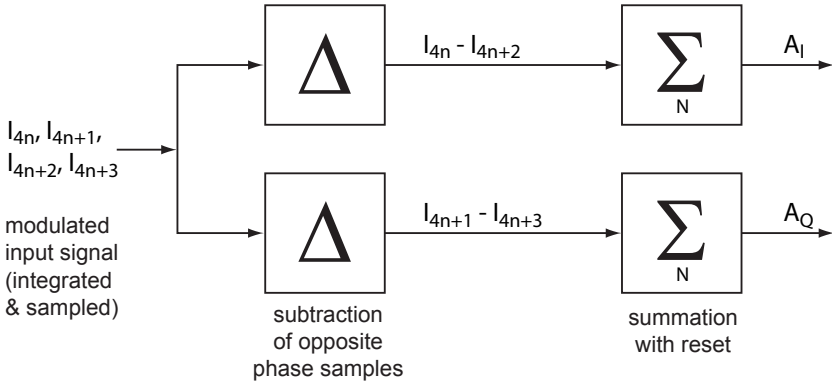 I4n, I4n+1,
I4n+2, I4n+3
modulated
input signal
(integrated
& sampled)
Δ
I4n - I4n+2
Σ
N
AI
Δ
I4n+1 - I4n+3
Σ
N
AQ
subtraction
of opposite
phase samples
summation
with reset